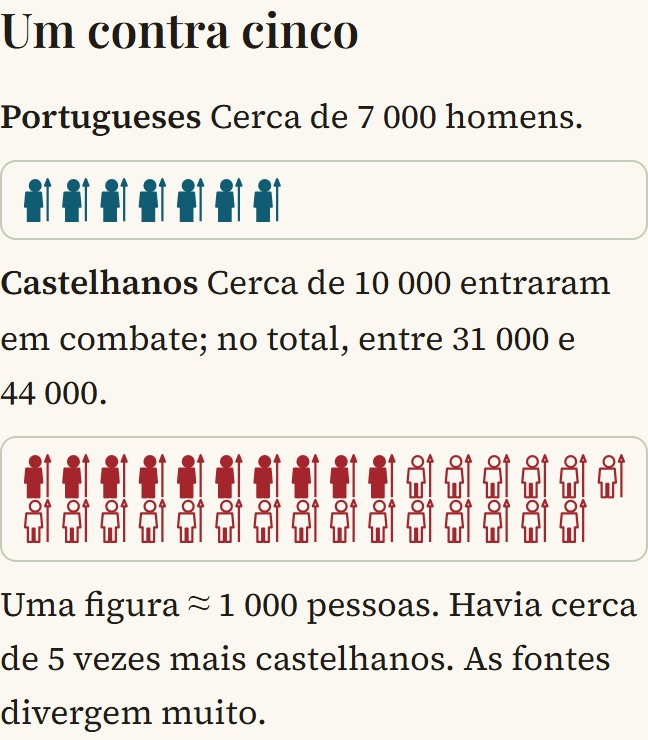 Um contra cinco
Portugueses Cerca de 7 000 homens.
Castelhanos Cerca de 10 000 entraram
em combate; no total, entre 31 000 e
44 000.
Uma figura ≈ 1 000 pessoas. Havia cerca
de 5 vezes mais castelhanos. As fontes
divergem muito.